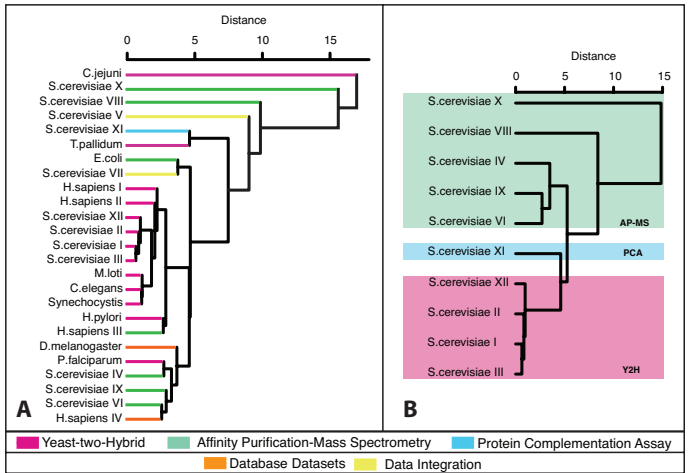 Distance
0 5 10 15
C.jejuni
S.cerevisiae X
S.cerevisiae VIII
S.cerevisiae V
S.cerevisiae XI
T.pallidum
E.coli
S.cerevisiae VII
H.sapiens I
H.sapiens II
S.cerevisiae XII
S.cerevisiae II
S.cerevisiae I
S.cerevisiae III
M.loti
C.elegans
Synechocystis
H.pylori
H.sapiens III
D.melanogaster
P.falciparum
S.cerevisiae IV
S.cerevisiae IX
S.cerevisiae VI
H.sapiens IV
A
Distance
0 5 10 15
S.cerevisiae X
S.cerevisiae VIII
S.cerevisiae IV
S.cerevisiae IX
S.cerevisiae VI
AP-MS
S.cerevisiae XI
PCA
S.cerevisiae XII
S.cerevisiae II
S.cerevisiae I
S.cerevisiae III
Y2H
B
Yeast-two-Hybrid Affinity Purification-Mass Spectrometry Protein Complementation Assay
Database Datasets Data Integration